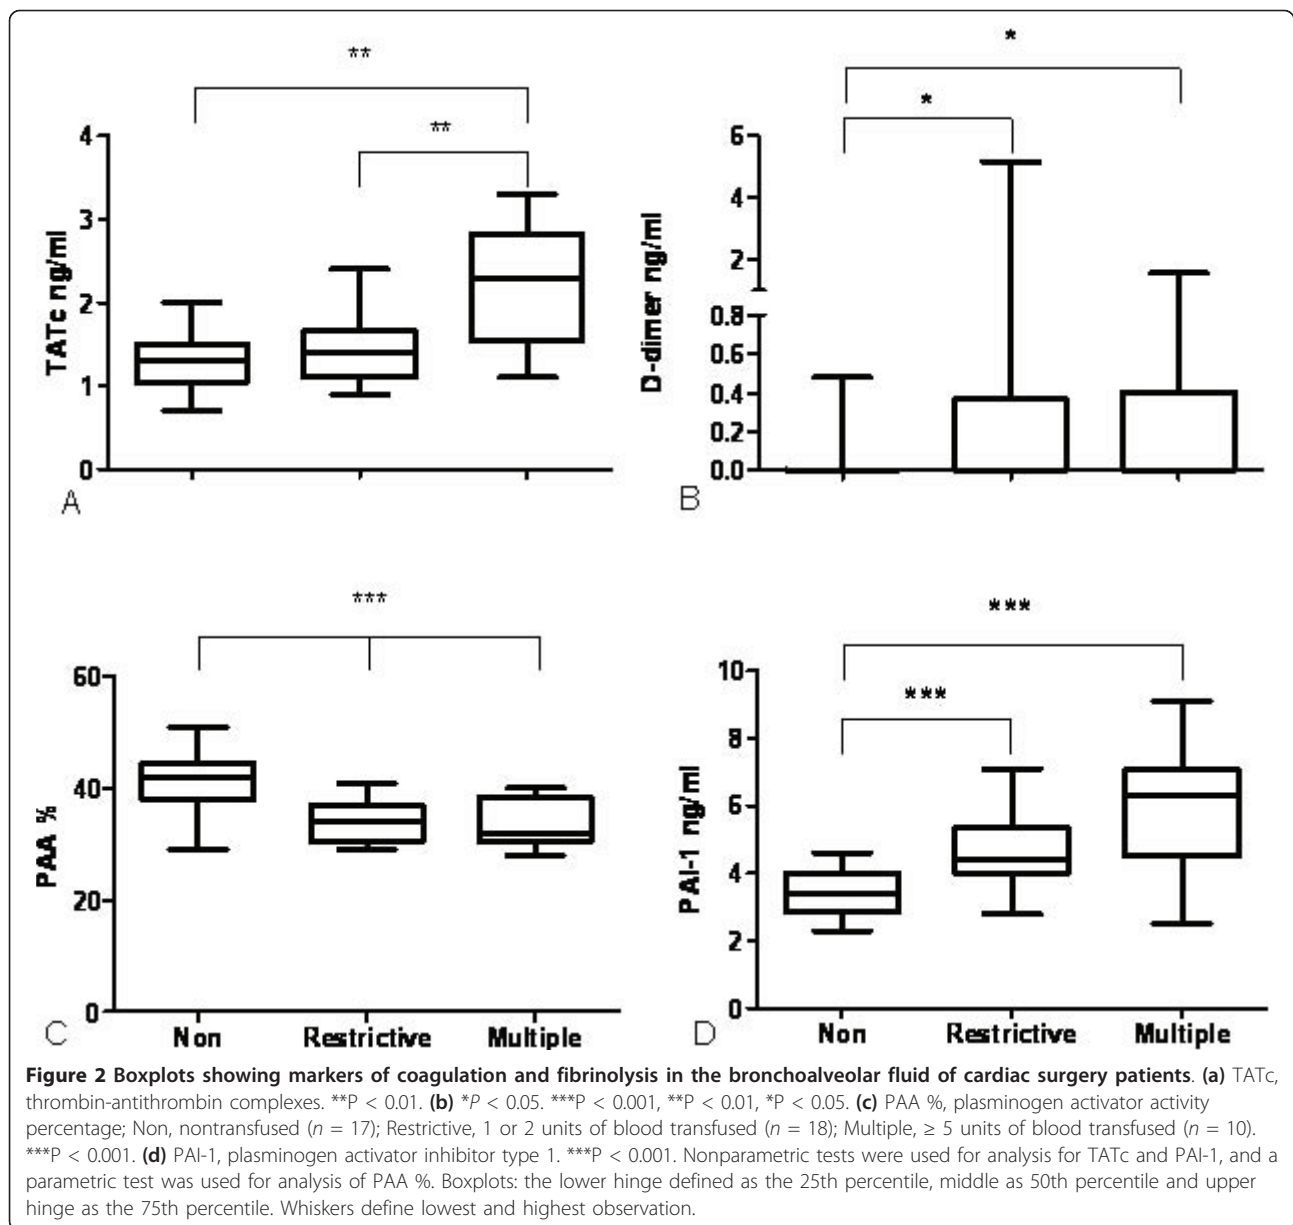 **
**
TATc ng/ml
4
3
2
1
0
A
*
*
D-dimer ng/ml
6
4
2
0.8
0.6
0.4
0.2
0.0
B
***
PAA %
60
40
20
0
C
Non Restrictive Multiple
***
***
PAI-1 ng/ml
10
8
6
4
2
0
D
Non Restrictive Multiple
Figure 2 Boxplots showing markers of coagulation and fibrinolysis in the bronchoalveolar fluid of cardiac surgery patients. (a) TATc,
thrombin-antithrombin complexes. **P < 0.01. (b) *P < 0.05. ***P < 0.001, **P < 0.01, *P < 0.05. (c) PAA %, plasminogen activator activity
percentage; Non, nontransfused (n = 17); Restrictive, 1 or 2 units of blood transfused (n = 18); Multiple, ≥ 5 units of blood transfused (n = 10).
***P < 0.001. (d) PAI-1, plasminogen activator inhibitor type 1. ***P < 0.001. Nonparametric tests were used for analysis for TATc and PAI-1, and a
parametric test was used for analysis of PAA %. Boxplots: the lower hinge defined as the 25th percentile, middle as 50th percentile and upper
hinge as the 75th percentile. Whiskers define lowest and highest observation.